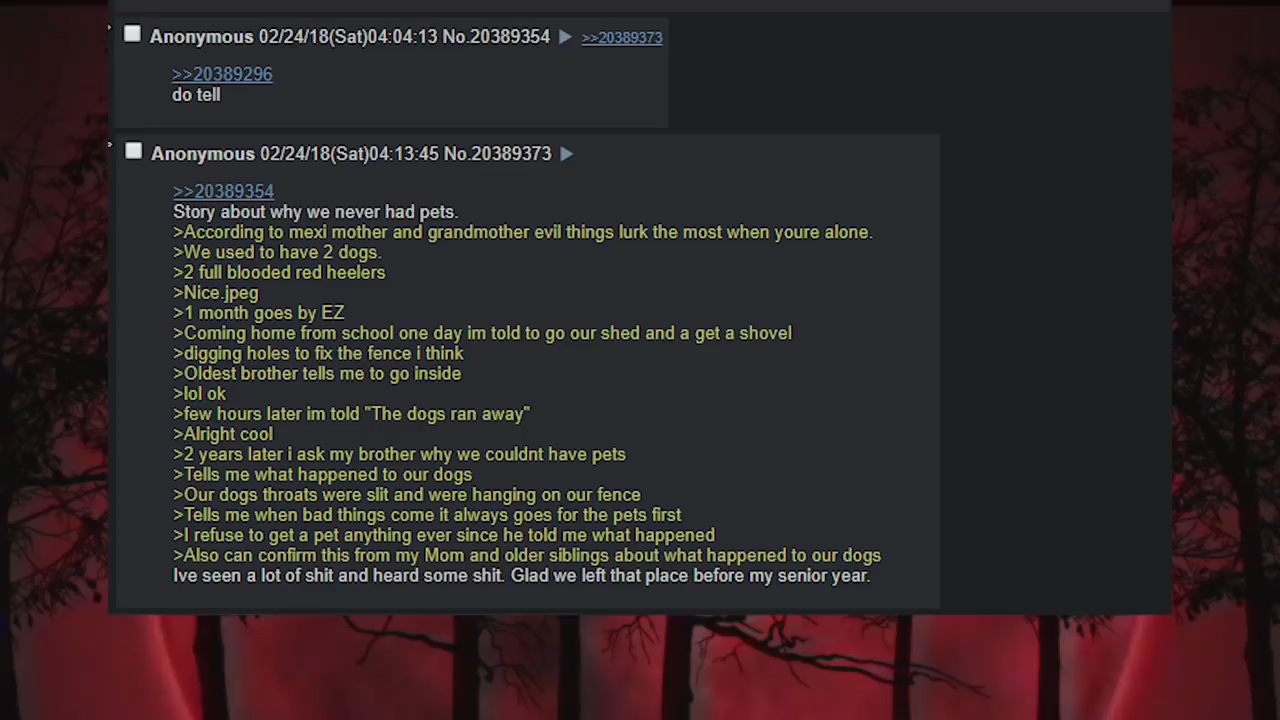 Anonymous 02/24/18(Sat)04:04:13 No.20389354 ▶ >>20389373
>>20389296
do tell
Anonymous 02/24/18(Sat)04:13:45 No.20389373 ▶
>>20389354
Story about why we never had pets.
>According to mexi mother and grandmother evil things lurk the most when youre alone.
>We used to have 2 dogs.
>2 full blooded red heelers
>Nice.jpeg
>1 month goes by EZ
>Coming home from school one day im told to go our shed and a get a shovel
>digging holes to fix the fence i think
>Oldest brother tells me to go inside
>lol ok
>few hours later im told "The dogs ran away"
>Alright cool
>2 years later i ask my brother why we couldnt have pets
>Tells me what happened to our dogs
>Our dogs throats were slit and were hanging on our fence
>Tells me when bad things come it always goes for the pets first
>I refuse to get a pet anything ever since he told me what happened
>Also can confirm this from my Mom and older siblings about what happened to our dogs
Ive seen a lot of shit and heard some shit. Glad we left that place before my senior year.